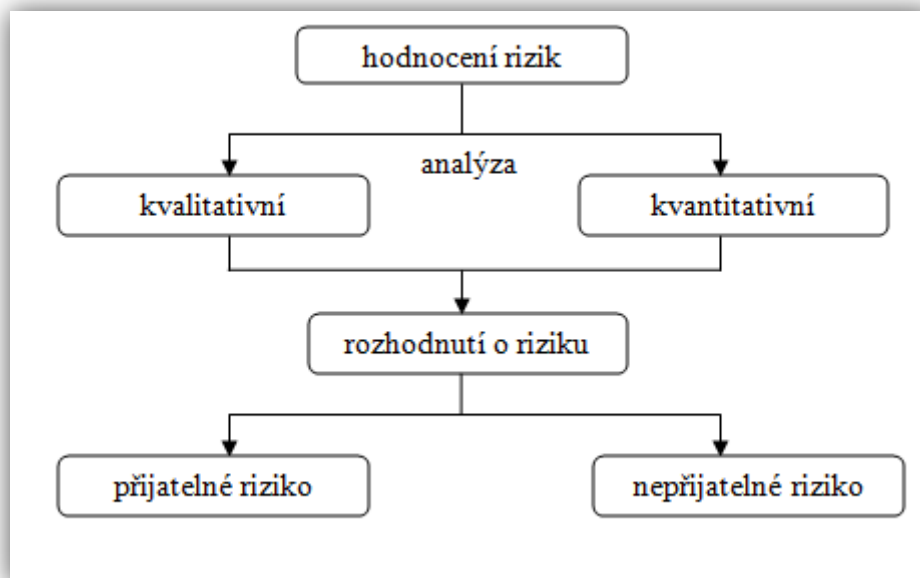 hodnocení rizik
analýza
kvalitativní
kvantitativní
rozhodnutí o riziku
přijatelné riziko
nepřijatelné riziko